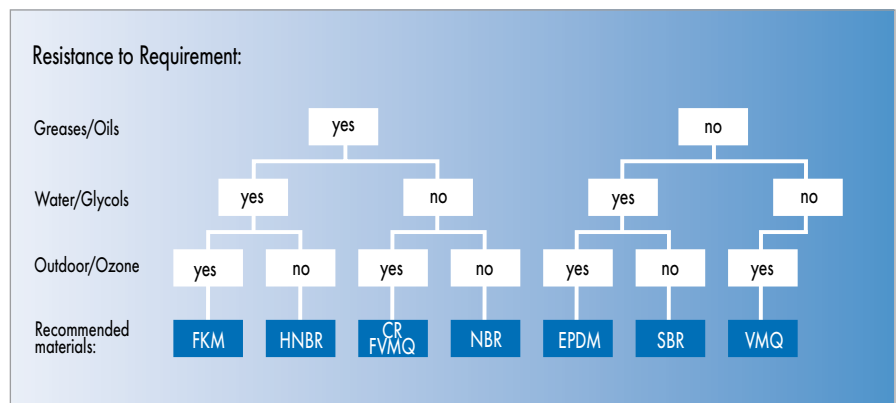 Resistance to Requirement:
Greases/Oils yes no
Water/Glycols yes no yes no
Outdoor/Ozone yes no yes no yes no yes
Recommended
materials: FKM HNBR CR FVMQ NBR EPDM SBR VMQ